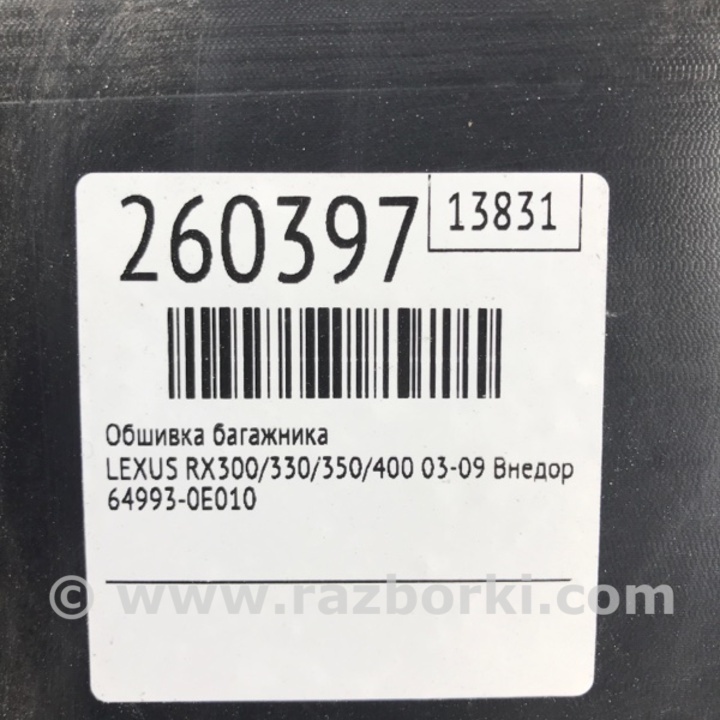 260397
13831
Обшивка багажника
LEXUS RX300/330/350/400 03-09 Внедор
64993-0E010
© www.razborki.com